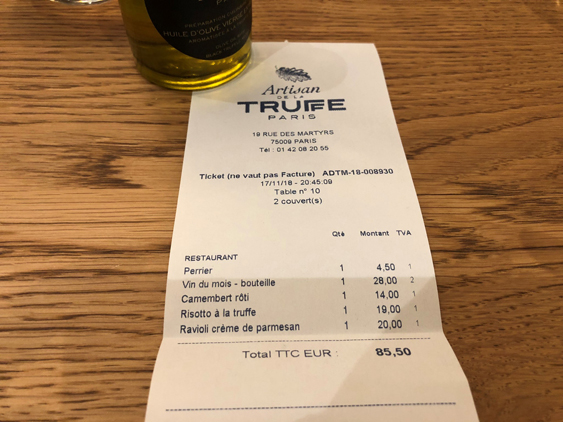 HUILE D'OLIVE VIERGE
Artisan
DE LA
TRUFFE
PARIS
19 RUE DES MARTYRS
75009 PARIS
Tél : 01 42 08 20 55
Ticket (ne vaut pas Facture) ADTM-18-008930
17/11/18 - 20:45:09
Table n° 10
2 couvert(s)
Qté Montant TVA
RESTAURANT
Perrier 1 4,50 1
Vin du mois - bouteille 1 28,00 2
Camembert rôti 1 14,00 1
Risotto à la truffe 1 19,00 1
Ravioli crème de parmesan 1 20,00 1
Total TTC EUR : 85,50